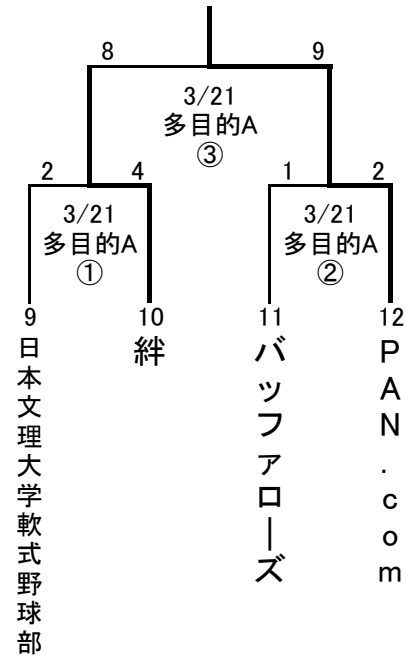 8 9
3/21
多目的A
③
2 4 1 2
3/21
多目的A
①
3/21
多目的A
②
9 10 11 12
日本文理大学軟式野球部
絆
バッファローズ
PAN.com